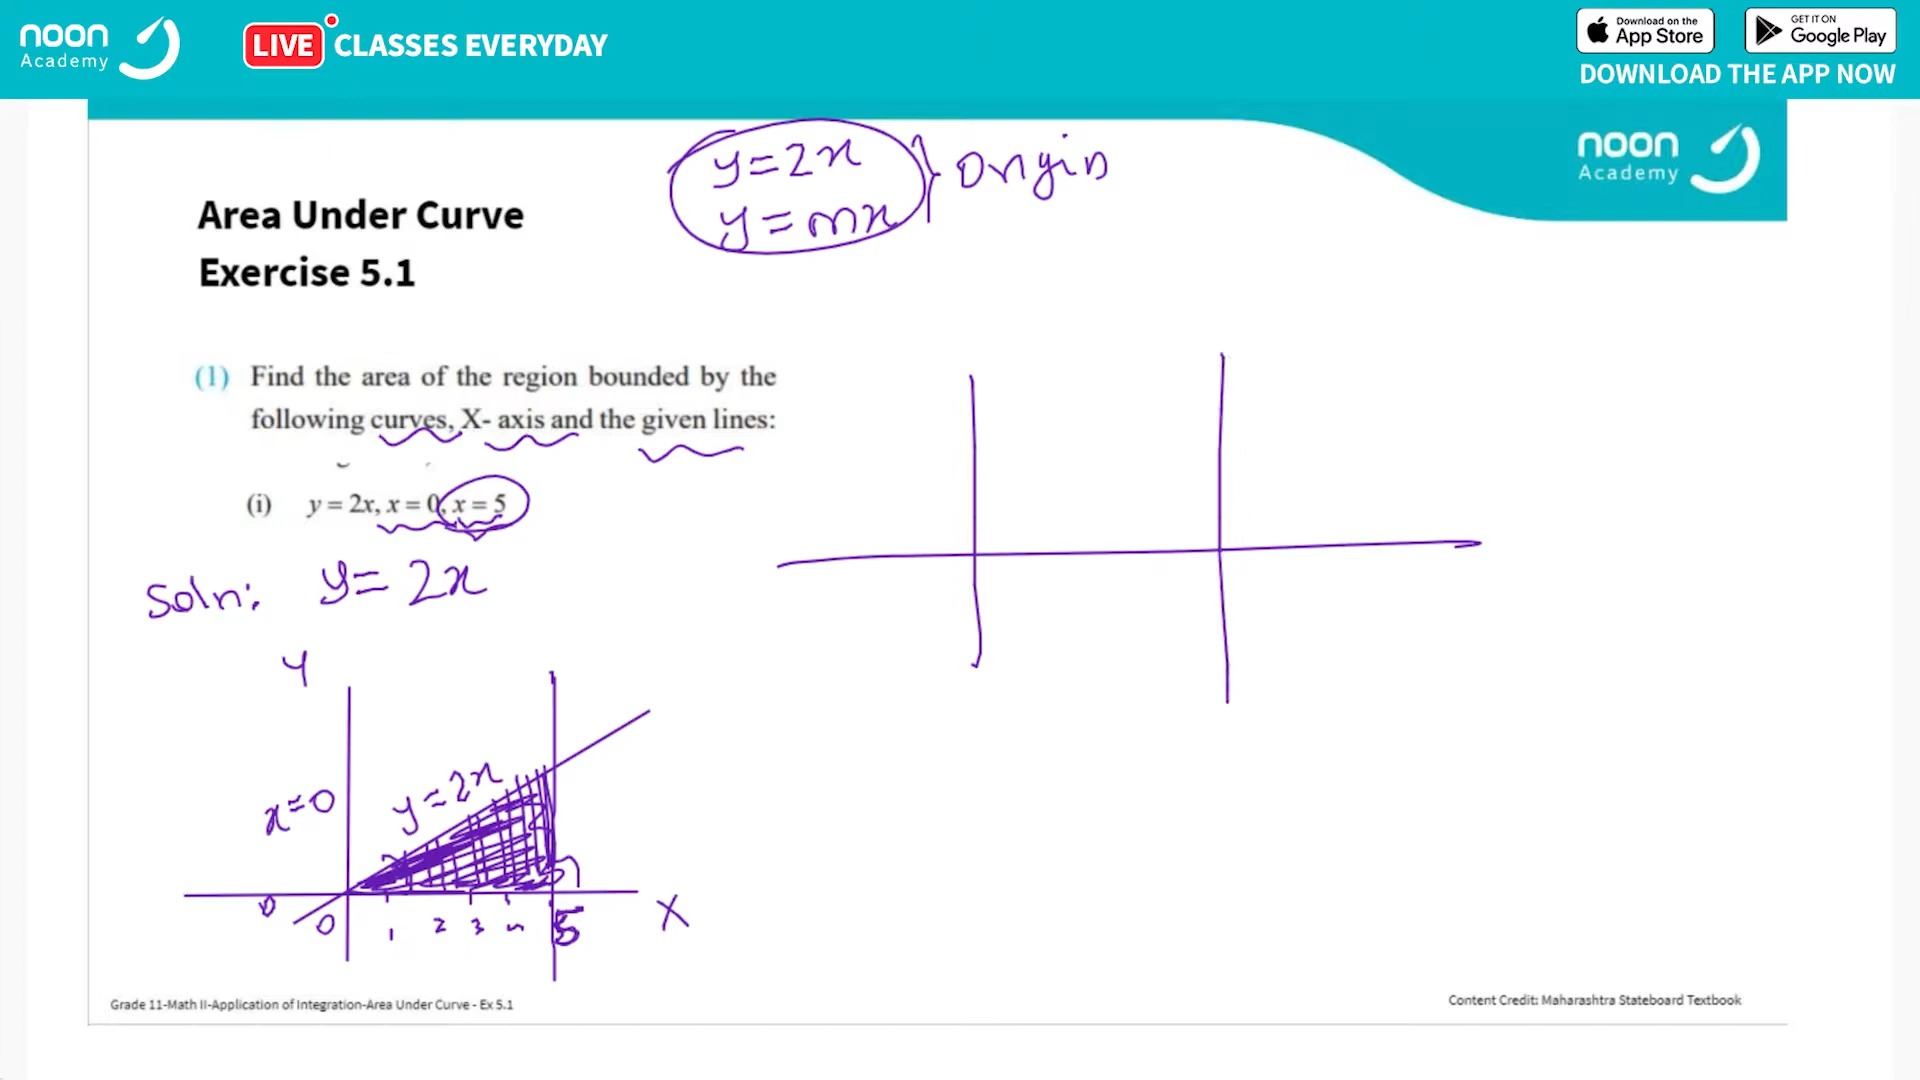 noon
Academy
LIVE CLASSES EVERYDAY
Download on the
App Store
GET IT ON
Google Play
DOWNLOAD THE APP NOW
noon
Academy
y=2x
y=mx
origin
Area Under Curve
Exercise 5.1
(1) Find the area of the region bounded by the
following curves, X- axis and the given lines:
(i) y = 2x, x = 0, x = 5
Soln: y= 2x
Y
x=0
y=2x
0
1 2 3 4 5
X
Grade 11-Math II-Application of Integration-Area Under Curve - Ex 5.1
Content Credit: Maharashtra Stateboard Textbook